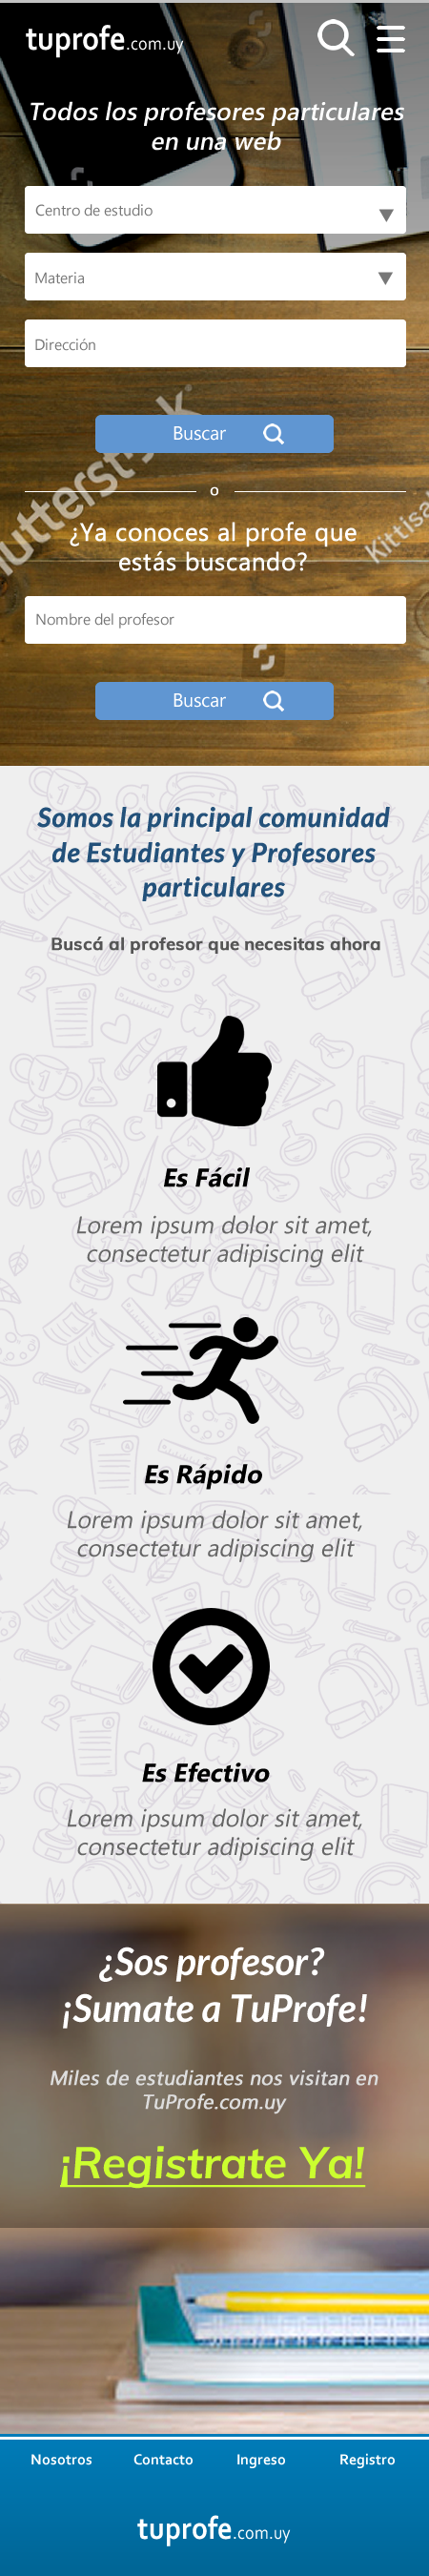 tuprofe.com.uy
Todos los profesores particulares
en una web
Centro de estudio
Materia
Dirección
Buscar
o
¿Ya conoces al profe que
estás buscando?
Nombre del profesor
Buscar
Somos la principal comunidad
de Estudiantes y Profesores
particulares
Buscá al profesor que necesitas ahora
Es Fácil
Lorem ipsum dolor sit amet,
consectetur adipiscing elit
Es Rápido
Lorem ipsum dolor sit amet,
consectetur adipiscing elit
Es Efectivo
Lorem ipsum dolor sit amet,
consectetur adipiscing elit
¿Sos profesor?
¡Sumate a TuProfe!
Miles de estudiantes nos visitan en
TuProfe.com.uy
¡Registrate Ya!
Nosotros Contacto Ingreso Registro
tuprofe.com.uy